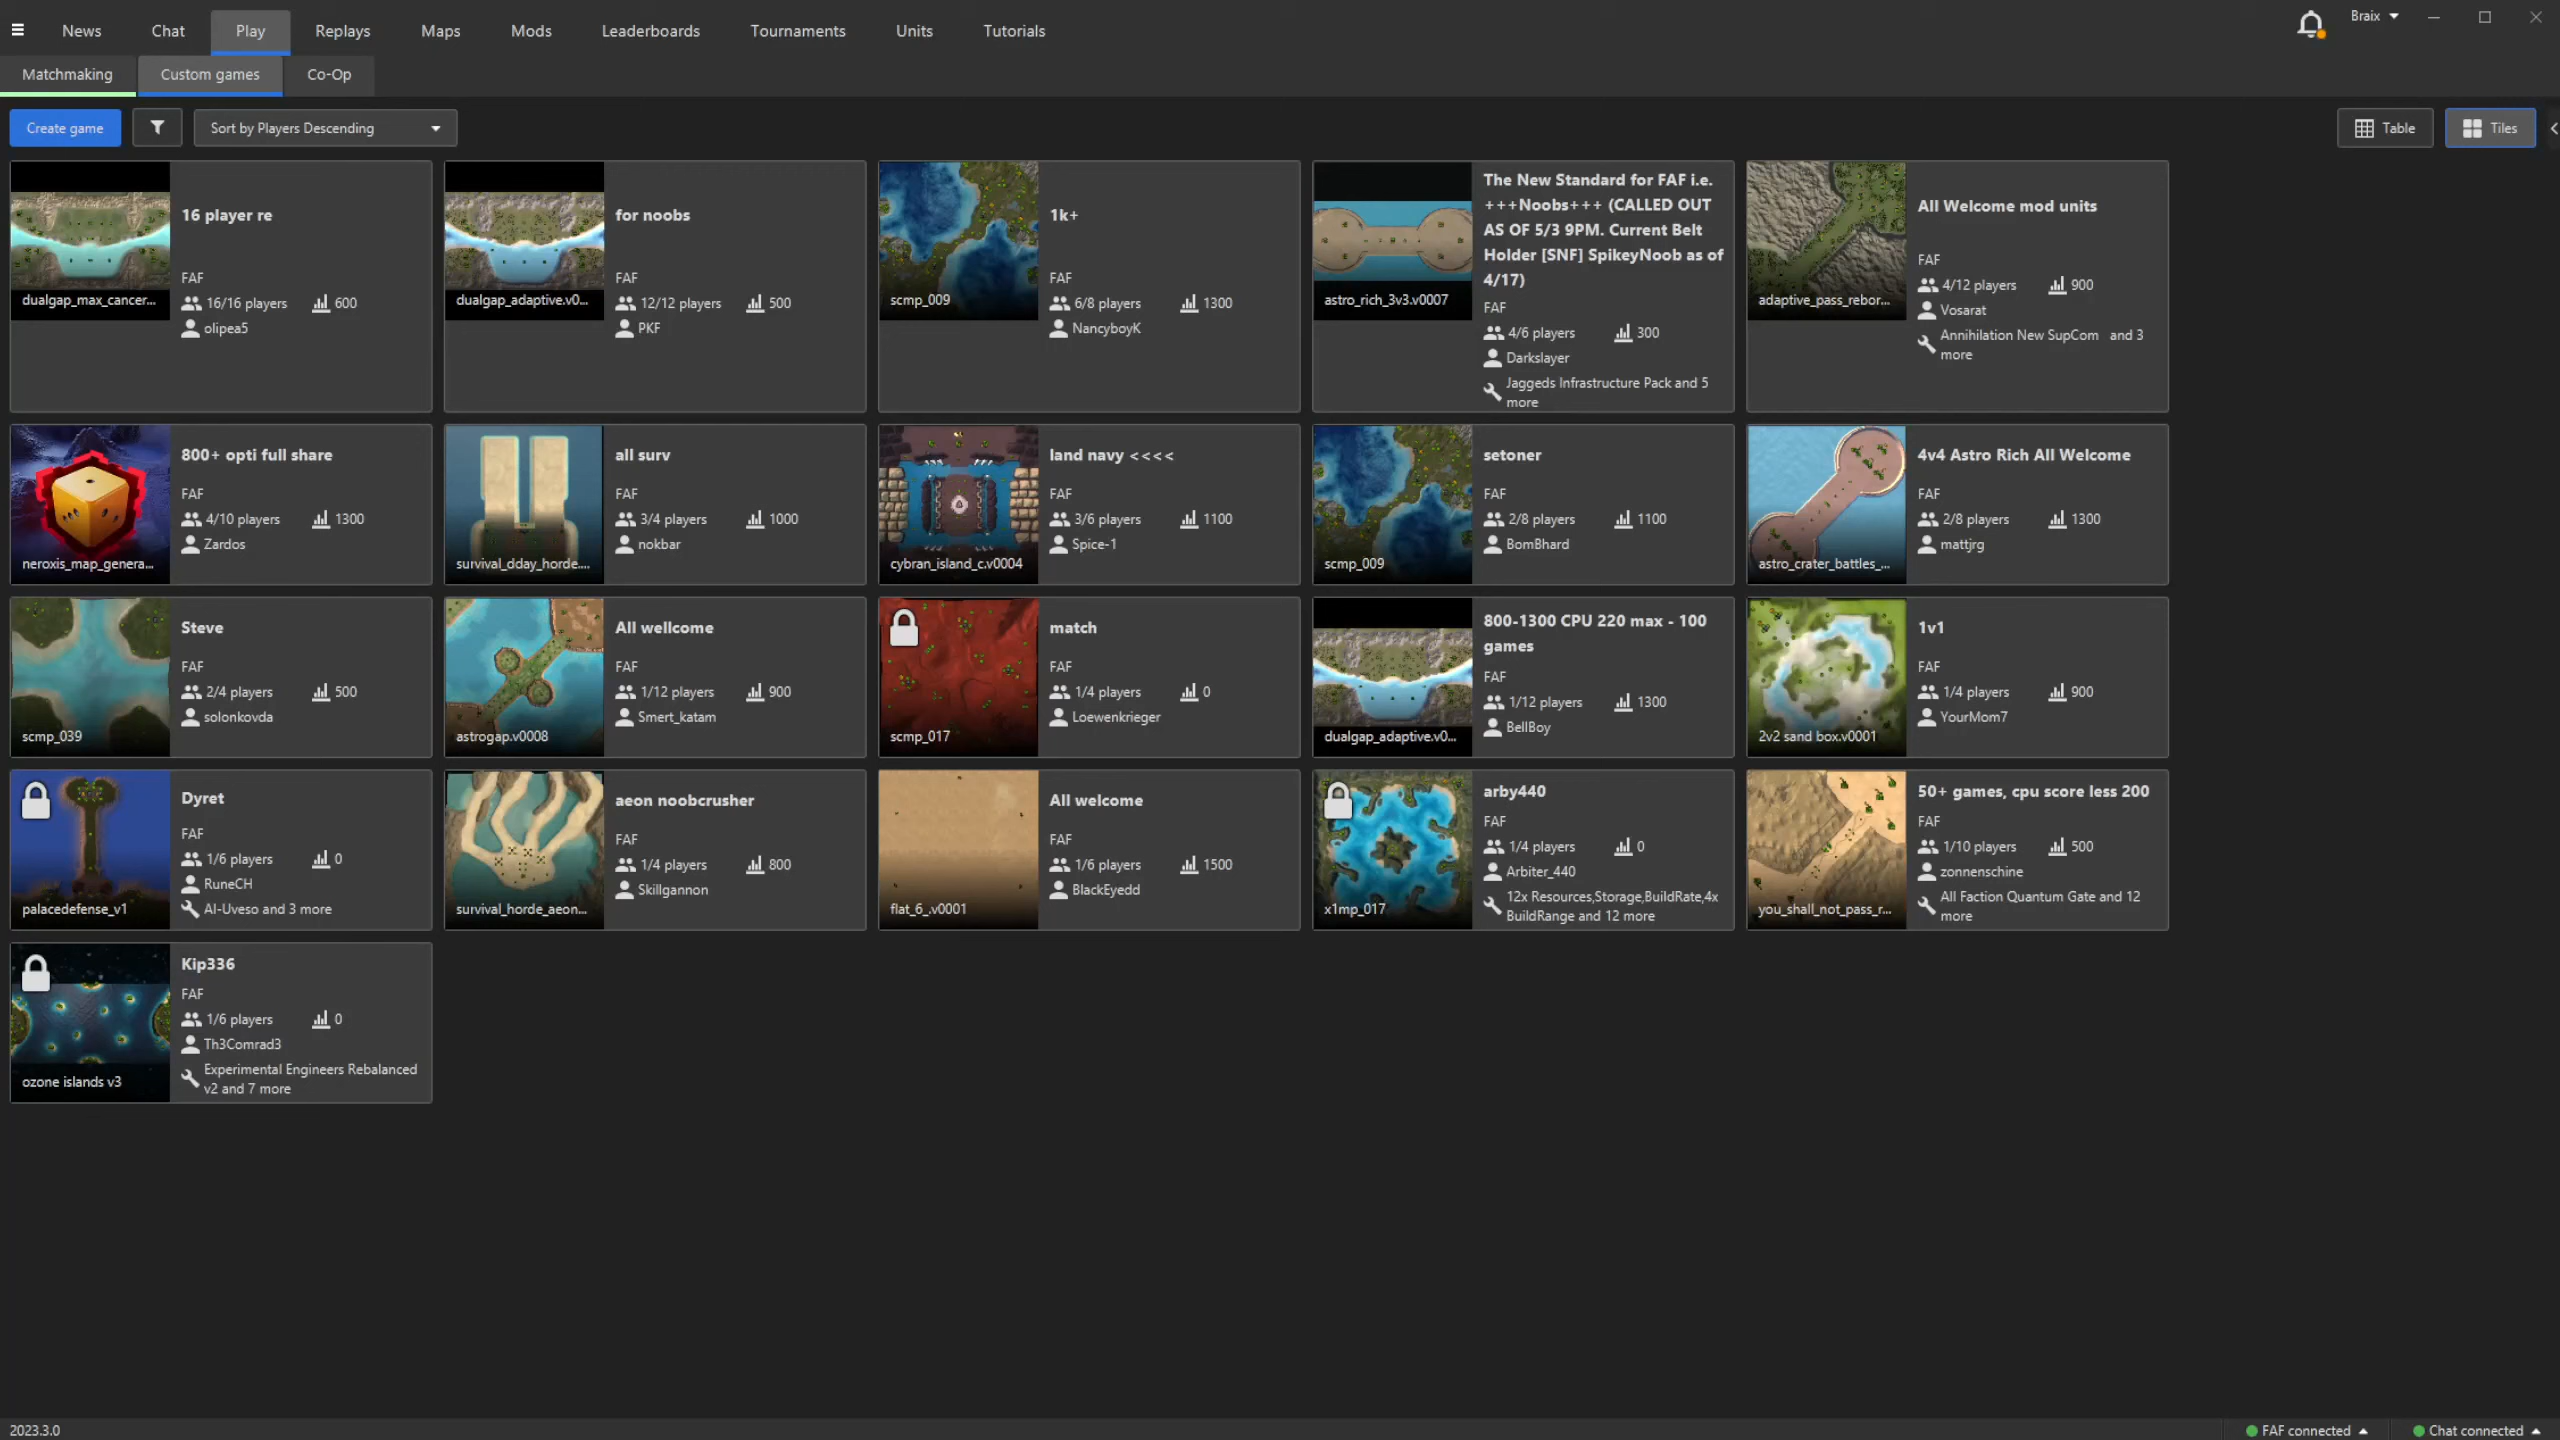 News
Chat
Play
Replays
Maps
Mods
Leaderboards
Tournaments
Units
Tutorials
Braix
Matchmaking
Custom games
Co-Op
Create game
Sort by Players Descending
Table
Tiles
dualgap_max_cancer...
16 player re
FAF
16/16 players
600
olipea5
dualgap_adaptive.v0...
for noobs
FAF
12/12 players
500
PKF
scmp_009
1k+
FAF
6/8 players
1300
NancyboyK
astro_rich_3v3.v0007
The New Standard for FAF i.e.
+++Noobs+++ (CALLED OUT
AS OF 5/3 9PM. Current Belt
Holder [SNF] SpikeyNoob as of
4/17)
FAF
4/6 players
300
Darkslayer
Jaggeds Infrastructure Pack and 5
more
adaptive_pass_rebor...
All Welcome mod units
FAF
4/12 players
900
Vosarat
Annihilation New SupCom and 3
more
neroxis_map_genera...
800+ opti full share
FAF
4/10 players
1300
Zardos
survival_dday_horde....
all surv
FAF
3/4 players
1000
nokbar
cybran_island_c.v0004
land navy <<<<
FAF
3/6 players
1100
Spice-1
scmp_009
setoner
FAF
2/8 players
1100
BomBhard
astro_crater_battles_...
4v4 Astro Rich All Welcome
FAF
2/8 players
1300
mattjrg
scmp_039
Steve
FAF
2/4 players
500
solonkovda
astrogap.v0008
All wellcome
FAF
1/12 players
900
Smert_katam
scmp_017
match
FAF
1/4 players
0
Loewenkrieger
dualgap_adaptive.v0...
800-1300 CPU 220 max - 100
games
FAF
1/12 players
1300
BellBoy
2v2 sand box.v0001
1v1
FAF
1/4 players
900
YourMom7
palacedefense_v1
Dyret
FAF
1/6 players
0
RuneCH
AI-Uveso and 3 more
survival_horde_aeon...
aeon noobcrusher
FAF
1/4 players
800
Skillgannon
flat_6_.v0001
All welcome
FAF
1/6 players
1500
BlackEyedd
x1mp_017
arby440
FAF
1/4 players
0
Arbiter_440
12x Resources,Storage,BuildRate,4x
BuildRange and 12 more
you_shall_not_pass_r...
50+ games, cpu score less 200
FAF
1/10 players
500
zonnenschine
All Faction Quantum Gate and 12
more
ozone islands v3
Kip336
FAF
1/6 players
0
Th3Comrad3
Experimental Engineers Rebalanced
v2 and 7 more
2023.3.0
FAF connected
Chat connected